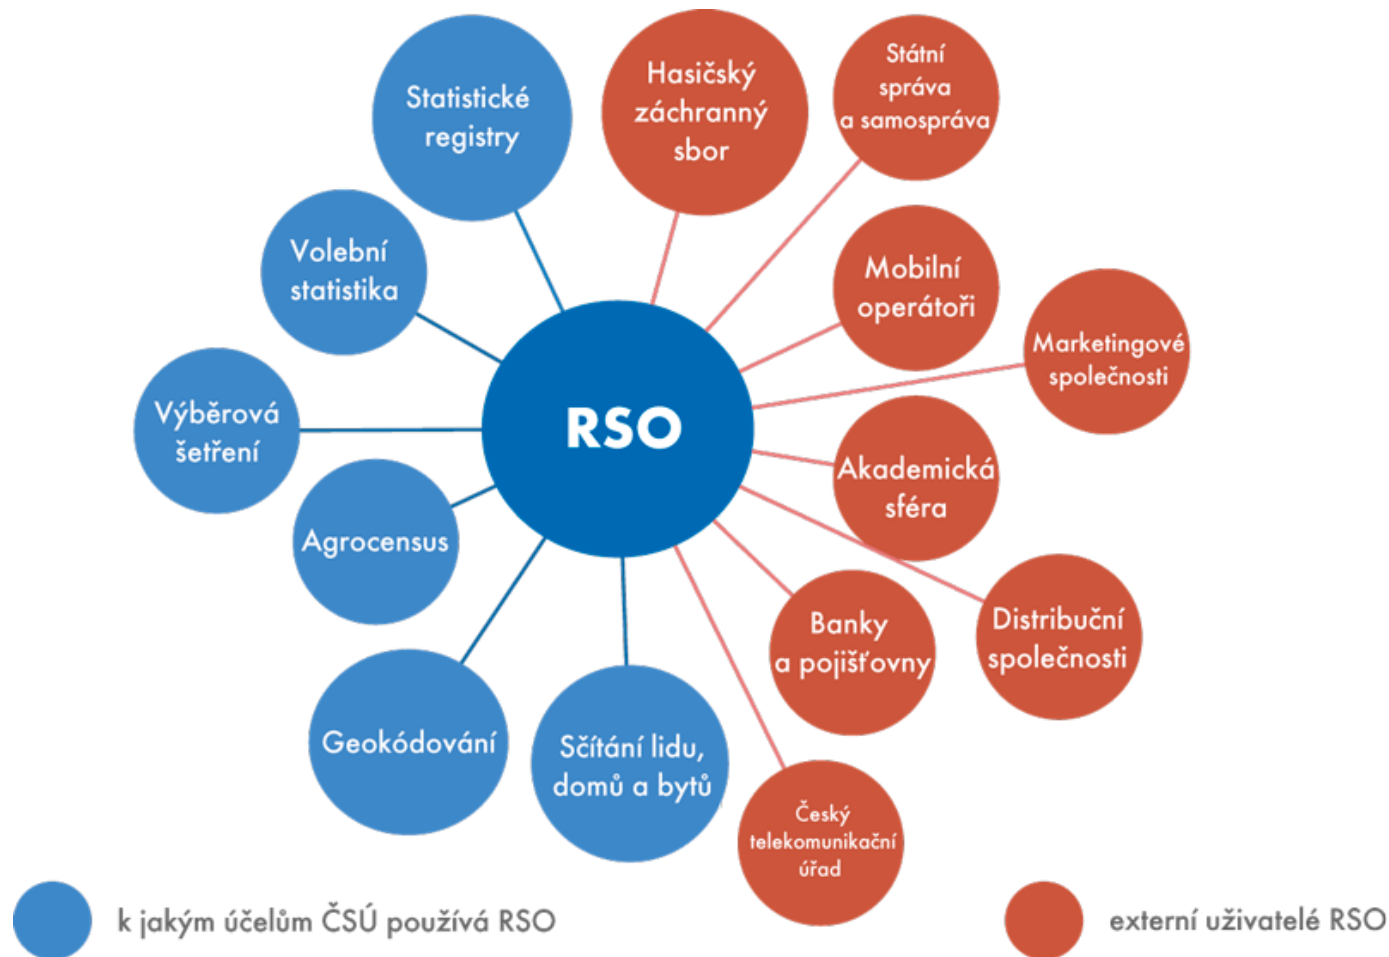 Statistické
registry
Hasičský
záchranný
sbor
Státní
správa
a samospráva
Volební
statistika
Mobilní
operátoři
Marketingové
společnosti
Výběrová
šetření
RSO
Akademická
sféra
Agrocensus
Banky
a pojišťovny
Distribuční
společnosti
Geokódování
Sčítání lidu,
domů a bytů
Český
telekomunikační
úřad
k jakým účelům ČSÚ používá RSO
externí uživatelé RSO